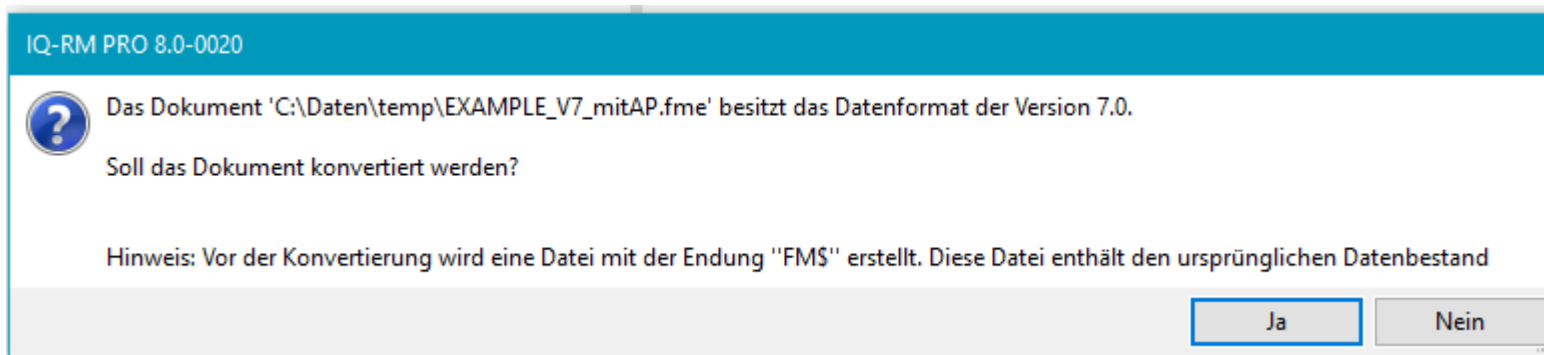 IQ-RM PRO 8.0-0020
Das Dokument 'C:\Daten\temp\EXAMPLE_V7_mitAP.fme' besitzt das Datenformat der Version 7.0.
Soll das Dokument konvertiert werden?
Hinweis: Vor der Konvertierung wird eine Datei mit der Endung ''FM$'' erstellt. Diese Datei enthält den ursprünglichen Datenbestand
Ja Nein